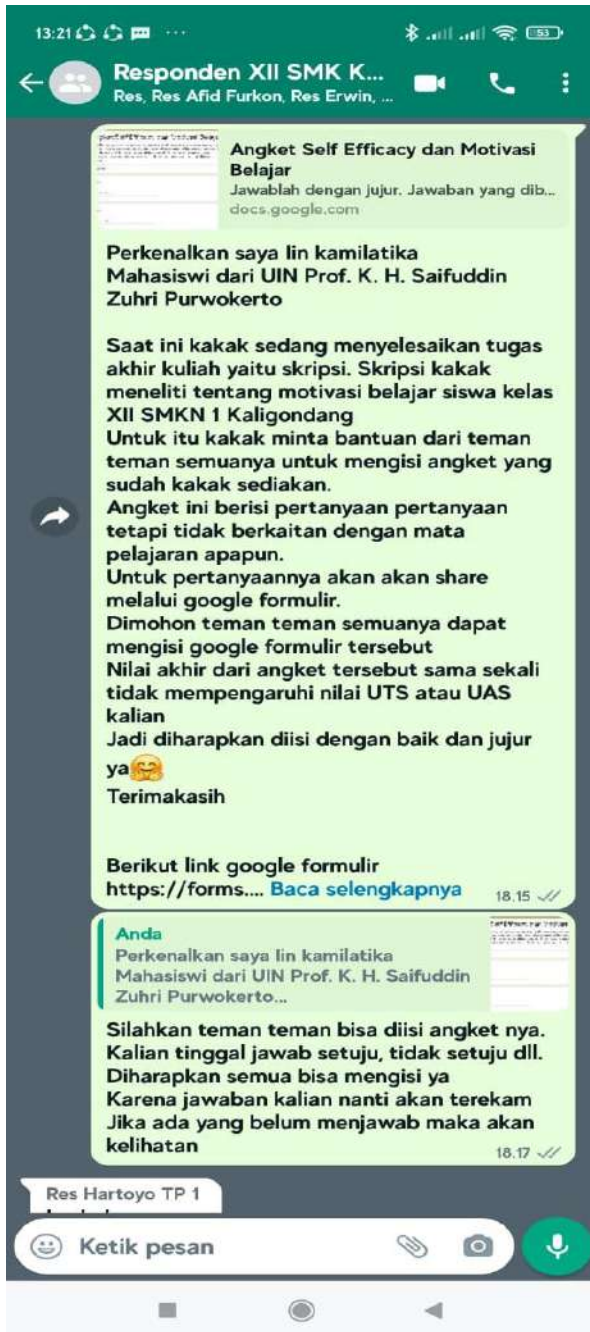 13:21
53
Responden XII SMK K...
Res, Res Afid Furkon, Res Erwin, ...
Angket Self Efficacy dan Motivasi
Belajar
Jawablah dengan jujur. Jawaban yang dib...
docs.google.com
Perkenalkan saya Iin kamilatika
Mahasiswi dari UIN Prof. K. H. Saifuddin
Zuhri Purwokerto
Saat ini kakak sedang menyelesaikan tugas
akhir kuliah yaitu skripsi. Skripsi kakak
meneliti tentang motivasi belajar siswa kelas
XII SMKN 1 Kaligondang
Untuk itu kakak minta bantuan dari teman
teman semuanya untuk mengisi angket yang
sudah kakak sediakan.
Angket ini berisi pertanyaan pertanyaan
tetapi tidak berkaitan dengan mata
pelajaran apapun.
Untuk pertanyaannya akan akan share
melalui google formulir.
Dimohon teman teman semuanya dapat
mengisi google formulir tersebut
Nilai akhir dari angket tersebut sama sekali
tidak mempengaruhi nilai UTS atau UAS
kalian
Jadi diharapkan diisi dengan baik dan jujur
ya🤗
Terimakasih
Berikut link google formulir
https://forms.... Baca selengkapnya 18.15
Anda
Perkenalkan saya Iin kamilatika
Mahasiswi dari UIN Prof. K. H. Saifuddin
Zuhri Purwokerto...
Silahkan teman teman bisa diisi angket nya.
Kalian tinggal jawab setuju, tidak setuju dll.
Diharapkan semua bisa mengisi ya
Karena jawaban kalian nanti akan terekam
Jika ada yang belum menjawab maka akan
kelihatan 18.17
Res Hartoyo TP 1
Ketik pesan